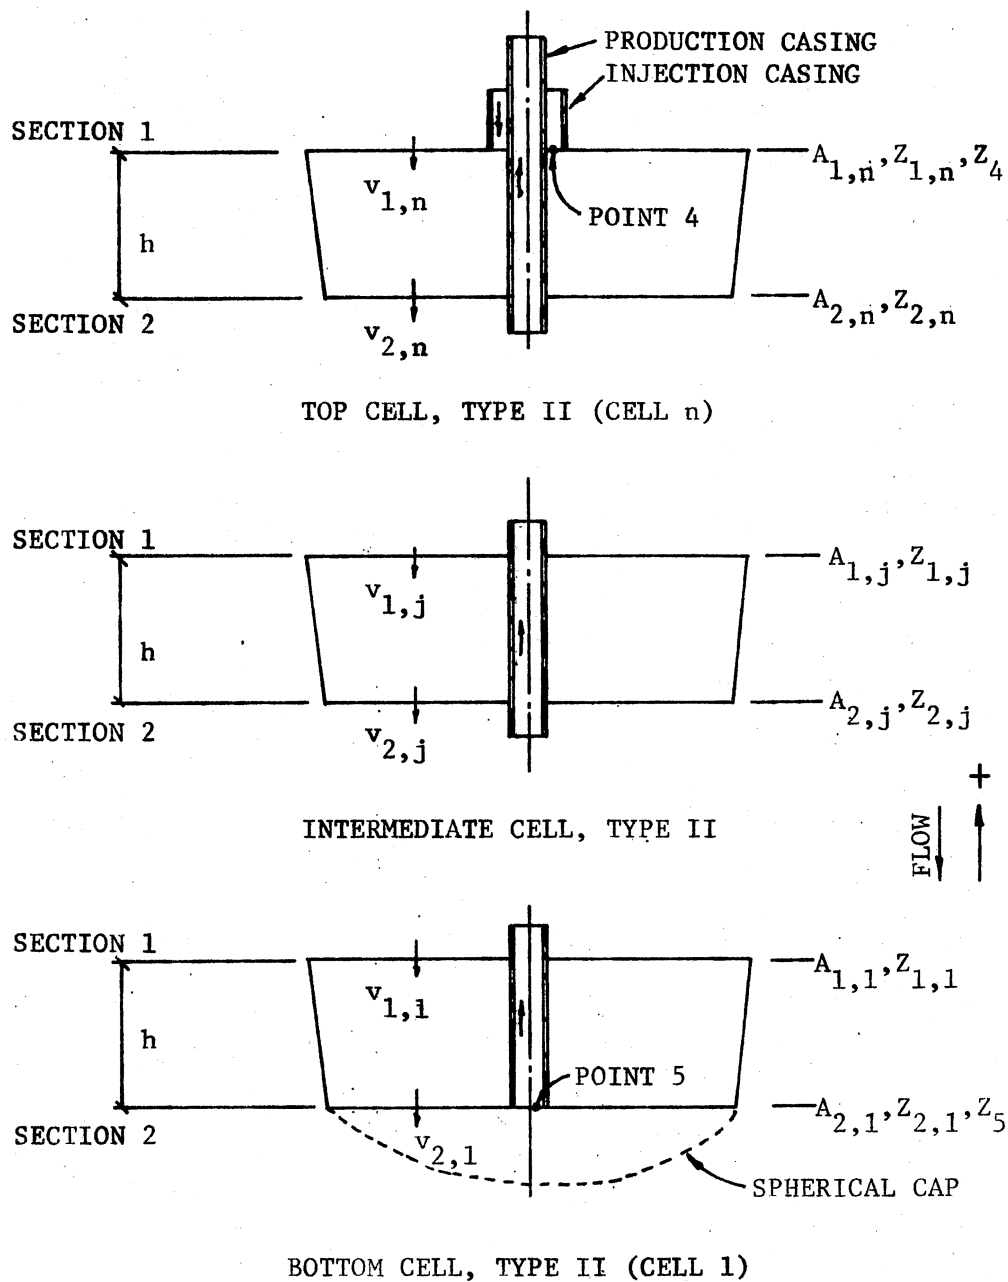 PRODUCTION CASING
INJECTION CASING
SECTION 1
A1,n,Z1,n,Z4
v1,n
POINT 4
h
A2,n,Z2,n
SECTION 2
v2,n
TOP CELL, TYPE II (CELL n)
SECTION 1
A1,j,Z1,j
v1,j
h
A2,j,Z2,j
SECTION 2
v2,j
+
INTERMEDIATE CELL, TYPE II
FLOW
SECTION 1
A1,1,Z1,1
v1,1
h
POINT 5
A2,1,Z2,1,Z5
SECTION 2
v2,1
SPHERICAL CAP
BOTTOM CELL, TYPE II (CELL 1)